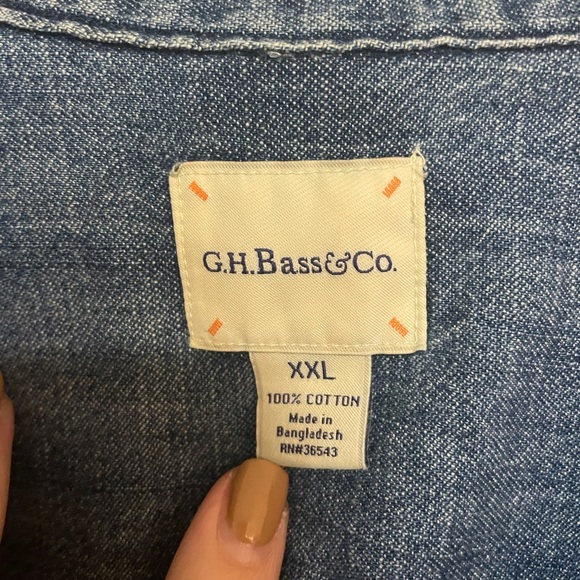 G.H.Bass&Co.
XXL
100% COTTON
Made in
Bangladesh
RN#36543